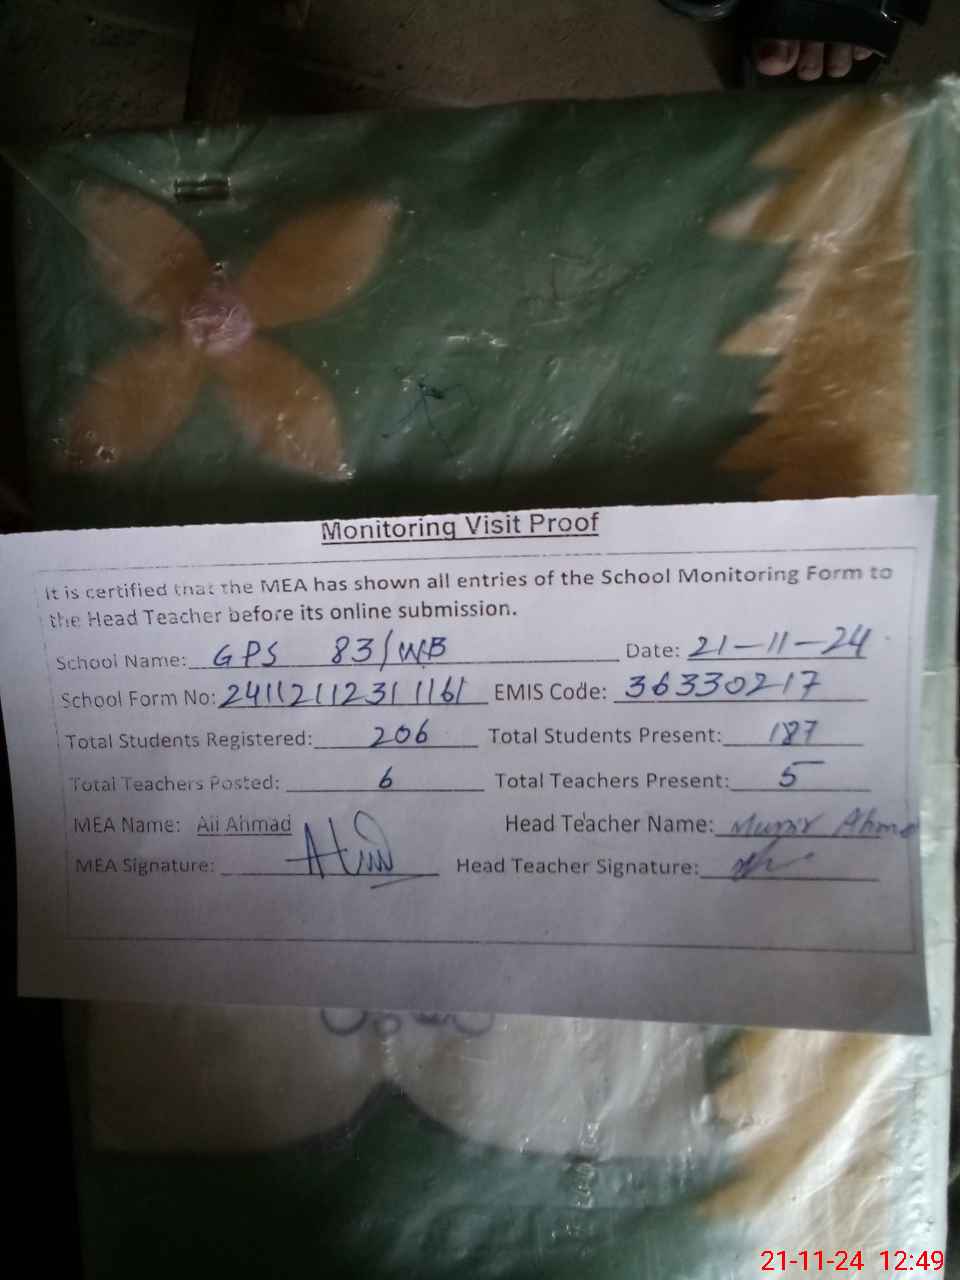 Monitoring Visit Proof
It is certified that the MEA has shown all entries of the School Monitoring Form to
the Head Teacher before its online submission.
School Name: GPS 83/WB Date: 21-11-24
School Form No: 241121123111161 EMIS Code: 36330217
Total Students Registered: 206 Total Students Present: 187
Total Teachers Posted: 6 Total Teachers Present: 5
MEA Name: Ali Ahmad Head Teacher Name: Munir Ahme
MEA Signature: Head Teacher Signature:
21-11-24 12:49